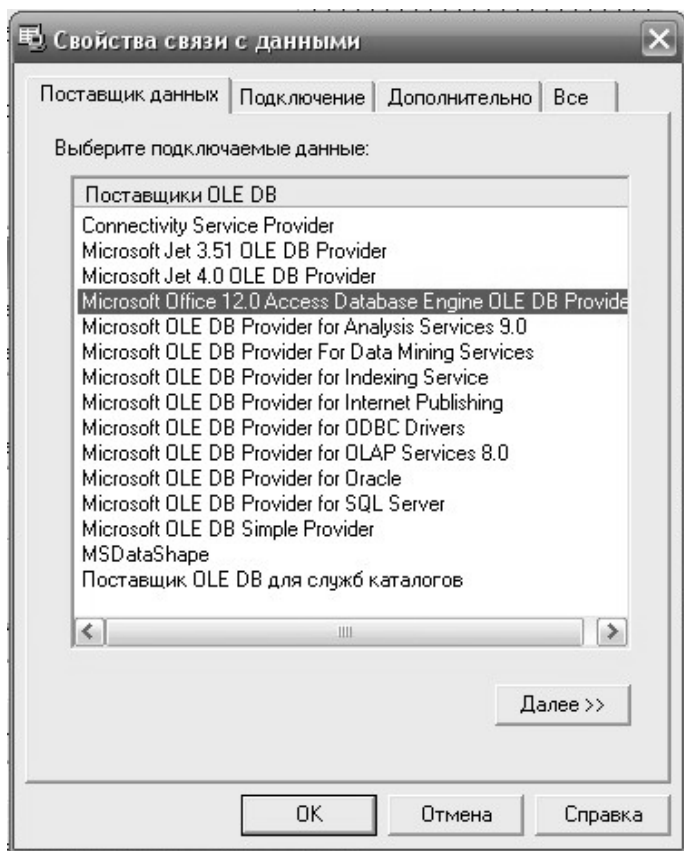 Свойства связи с данными
Поставщик данных Подключение Дополнительно Все
Выберите подключаемые данные:
Поставщики OLE DB
Connectivity Service Provider
Microsoft Jet 3.51 OLE DB Provider
Microsoft Jet 4.0 OLE DB Provider
Microsoft Office 12.0 Access Database Engine OLE DB Provide
Microsoft OLE DB Provider for Analysis Services 9.0
Microsoft OLE DB Provider For Data Mining Services
Microsoft OLE DB Provider for Indexing Service
Microsoft OLE DB Provider for Internet Publishing
Microsoft OLE DB Provider for ODBC Drivers
Microsoft OLE DB Provider for OLAP Services 8.0
Microsoft OLE DB Provider for Oracle
Microsoft OLE DB Provider for SQL Server
Microsoft OLE DB Simple Provider
MSDataShape
Поставщик OLE DB для служб каталогов
Далее >>
OK Отмена Справка